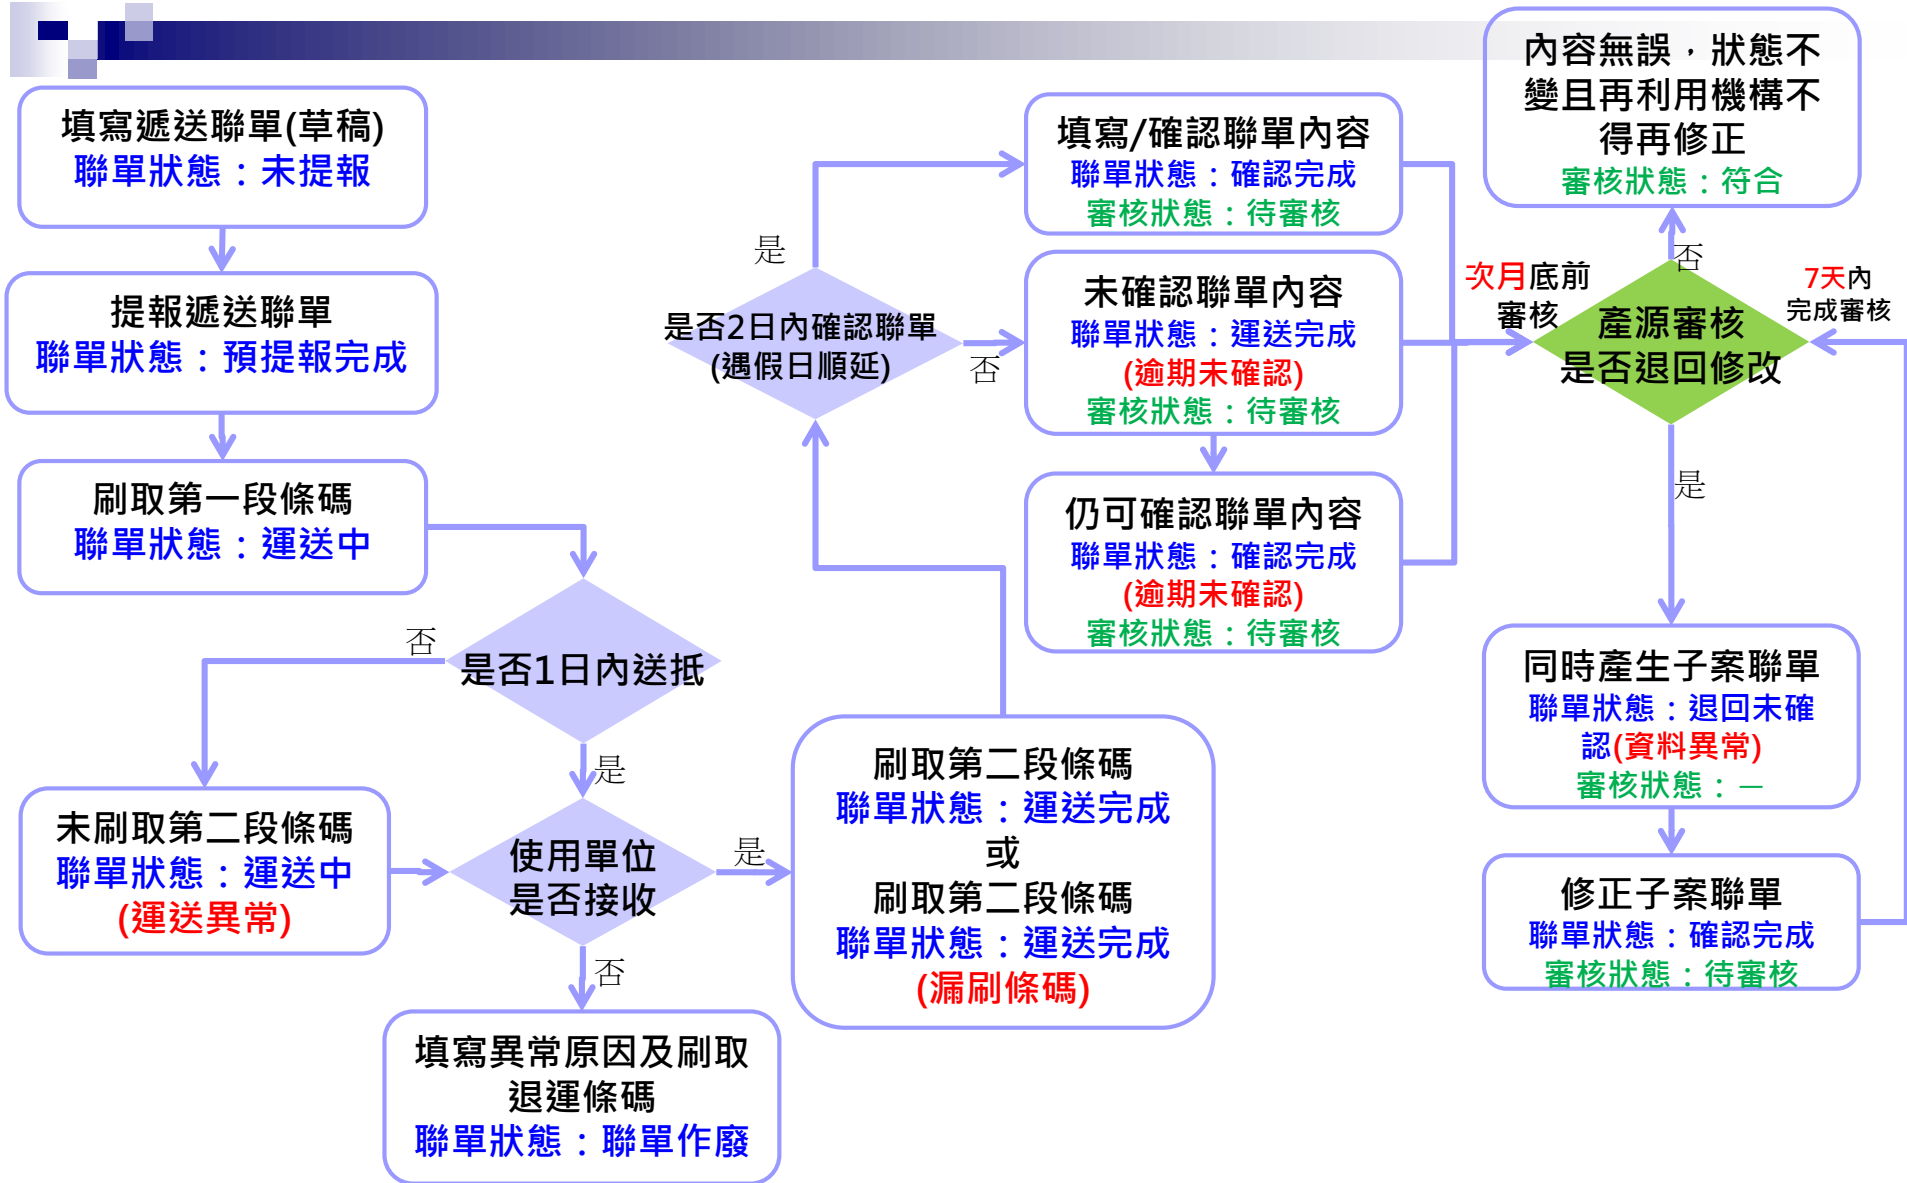 填寫遞送聯單(草稿)
聯單狀態：未提報
提報遞送聯單
聯單狀態：預提報完成
刷取第一段條碼
聯單狀態：運送中
是否1日內送抵
否
是
未刷取第二段條碼
聯單狀態：運送中
(運送異常)
使用單位
是否接收
是
否
填寫異常原因及刷取
退運條碼
聯單狀態：聯單作廢
刷取第二段條碼
聯單狀態：運送完成
或
刷取第二段條碼
聯單狀態：運送完成
(漏刷條碼)
是否2日內確認聯單
(遇假日順延)
是
否
填寫/確認聯單內容
聯單狀態：確認完成
審核狀態：待審核
未確認聯單內容
聯單狀態：運送完成
(逾期未確認)
審核狀態：待審核
仍可確認聯單內容
聯單狀態：確認完成
(逾期未確認)
審核狀態：待審核
次月底前
審核
產源審核
是否退回修改
7天內
完成審核
否
是
內容無誤，狀態不
變且再利用機構不
得再修正
審核狀態：符合
同時產生子案聯單
聯單狀態：退回未確
認(資料異常)
審核狀態：—
修正子案聯單
聯單狀態：確認完成
審核狀態：待審核